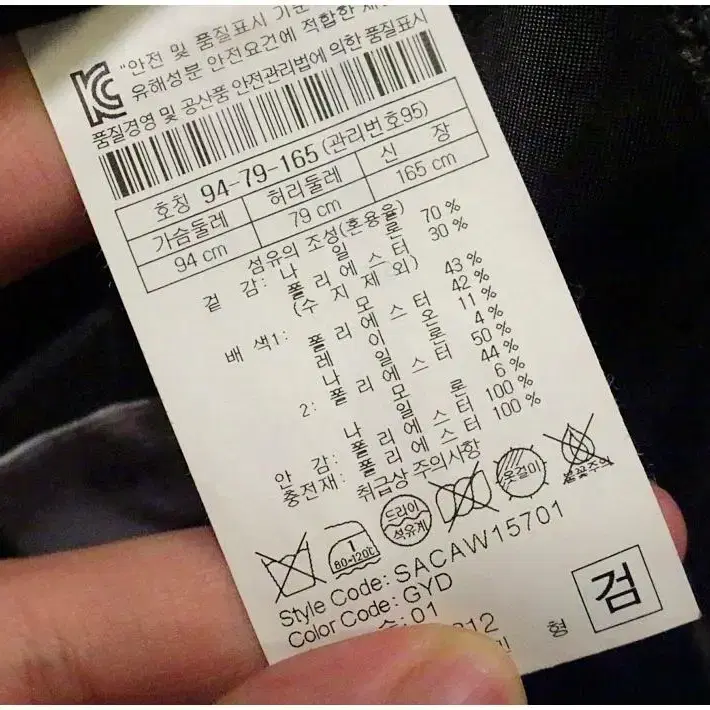 "안전 및 품질표시 기준
유해성분 안전요건에 적합한
품질경영 및 공산품 안전관리법에 의한 품질표시
호칭 94-79-165 (관리번호95)
가슴둘레 허리둘레 신 장
94 cm 79 cm 165 cm
섬유의 조성(혼용율)
겉 감: 나 일 론 70 %
폴 리 에 스 터 30 %
(수 지 제 외)
배 색1: 모 43 %
폴 리 에 스 터 42 %
레 이 온 11 %
나 일 론 4 %
2: 폴 리 에 스 터 50 %
모 44 %
나 일 론 6 %
안 감: 폴 리 에 스 터 100 %
충전재: 폴 리 에 스 터 100 %
취급상 주의사항
1
80-120℃
드라이
석유계
옷걸이
불꽃주의
Style Code: SACAW15701
Color Code: GYD
: 01
검
형